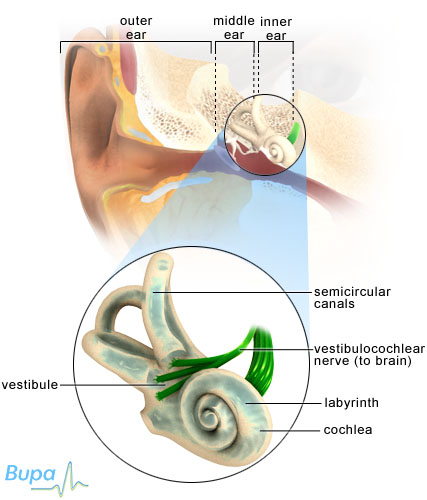 outer
ear
middle
ear
inner
ear
semicircular
canals
vestibulocochlear
nerve (to brain)
vestibule
labyrinth
cochlea
Bupa